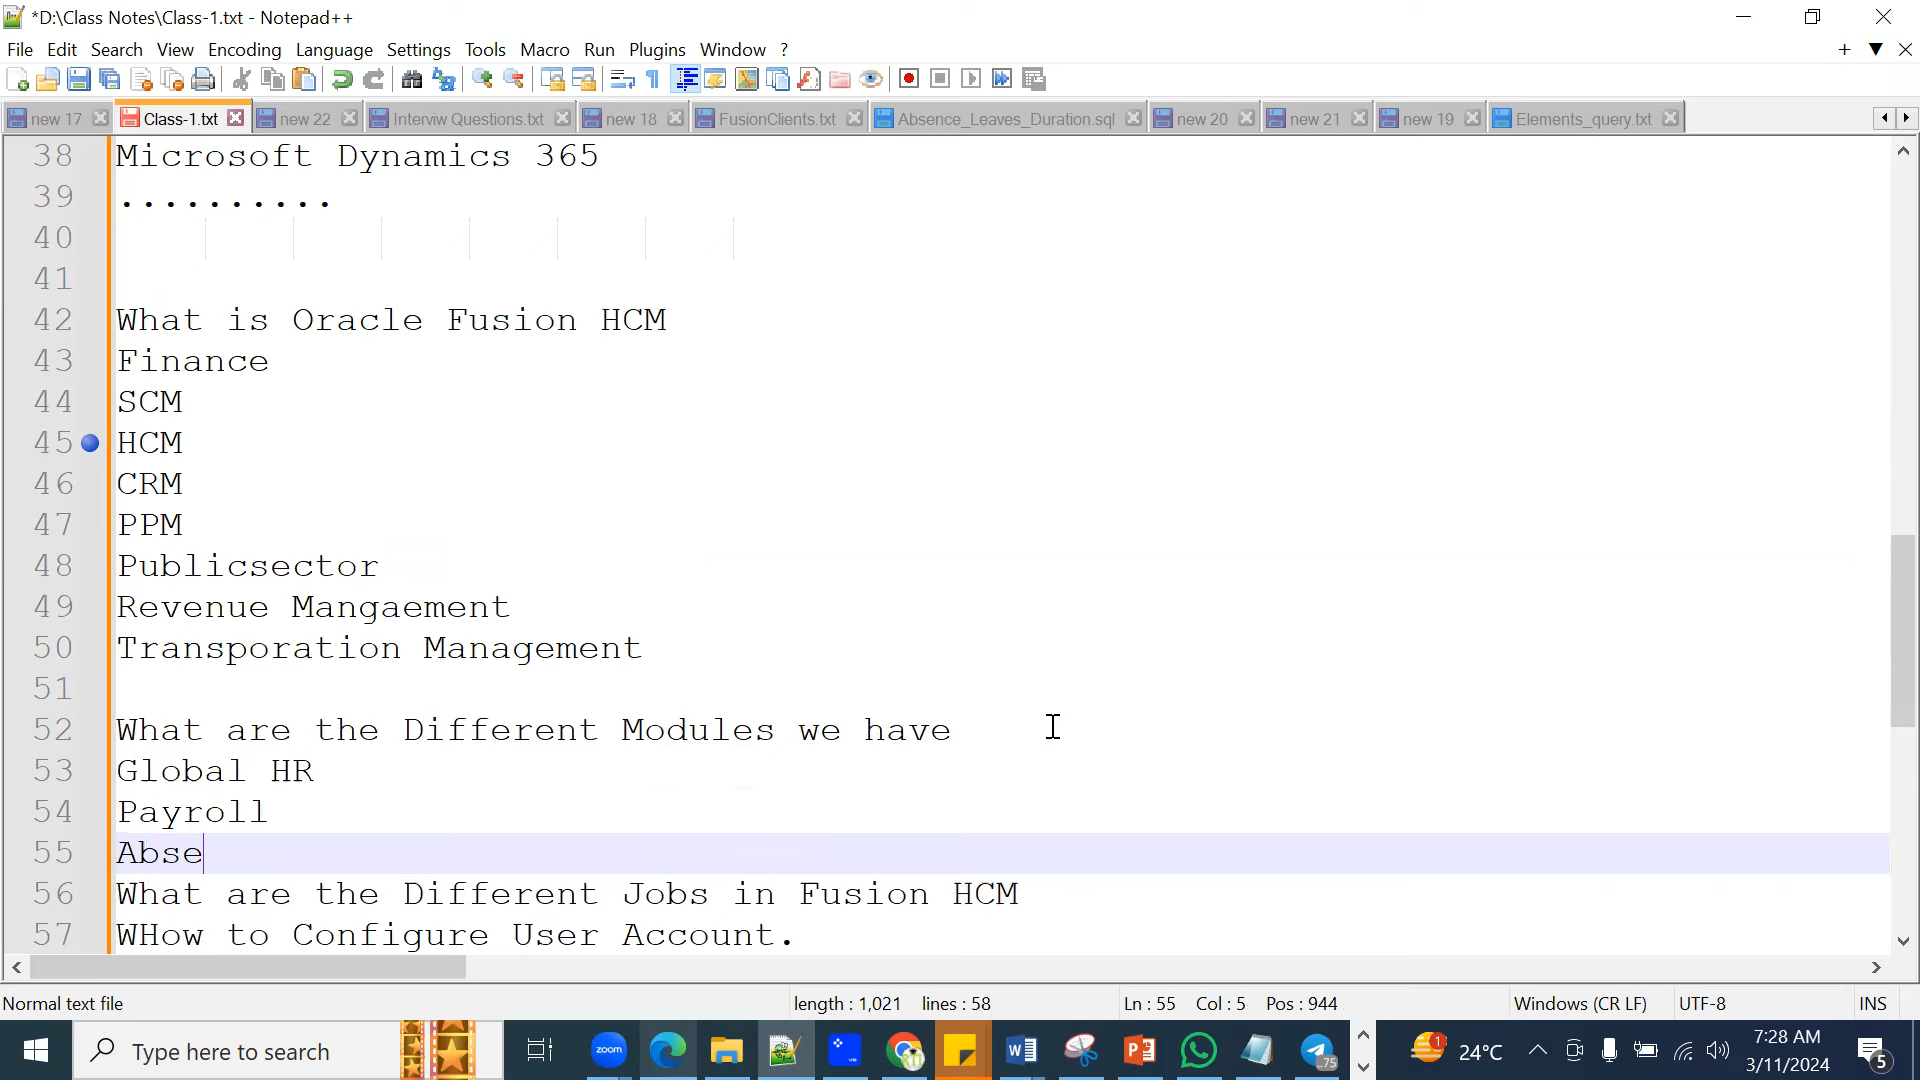 *D:\Class Notes\Class-1.txt - Notepad++
File Edit Search View Encoding Language Settings Tools Macro Run Plugins Window ?
new 17 Class-1.txt new 22 Interviw Questions.txt new 18 FusionClients.txt Absence_Leaves_Duration.sql new 20 new 21 new 19 Elements_query.txt
38 Microsoft Dynamics 365
39 ..........
40
41
42 What is Oracle Fusion HCM
43 Finance
44 SCM
45 HCM
46 CRM
47 PPM
48 Publicsector
49 Revenue Mangaement
50 Transporation Management
51
52 What are the Different Modules we have
53 Global HR
54 Payroll
55 Abse
56 What are the Different Jobs in Fusion HCM
57 WHow to Configure User Account.
Normal text file length : 1,021 lines : 58 Ln : 55 Col : 5 Pos : 944 Windows (CR LF) UTF-8 INS
Type here to search zoom 75 1 24°C 7:28 AM 5
3/11/2024